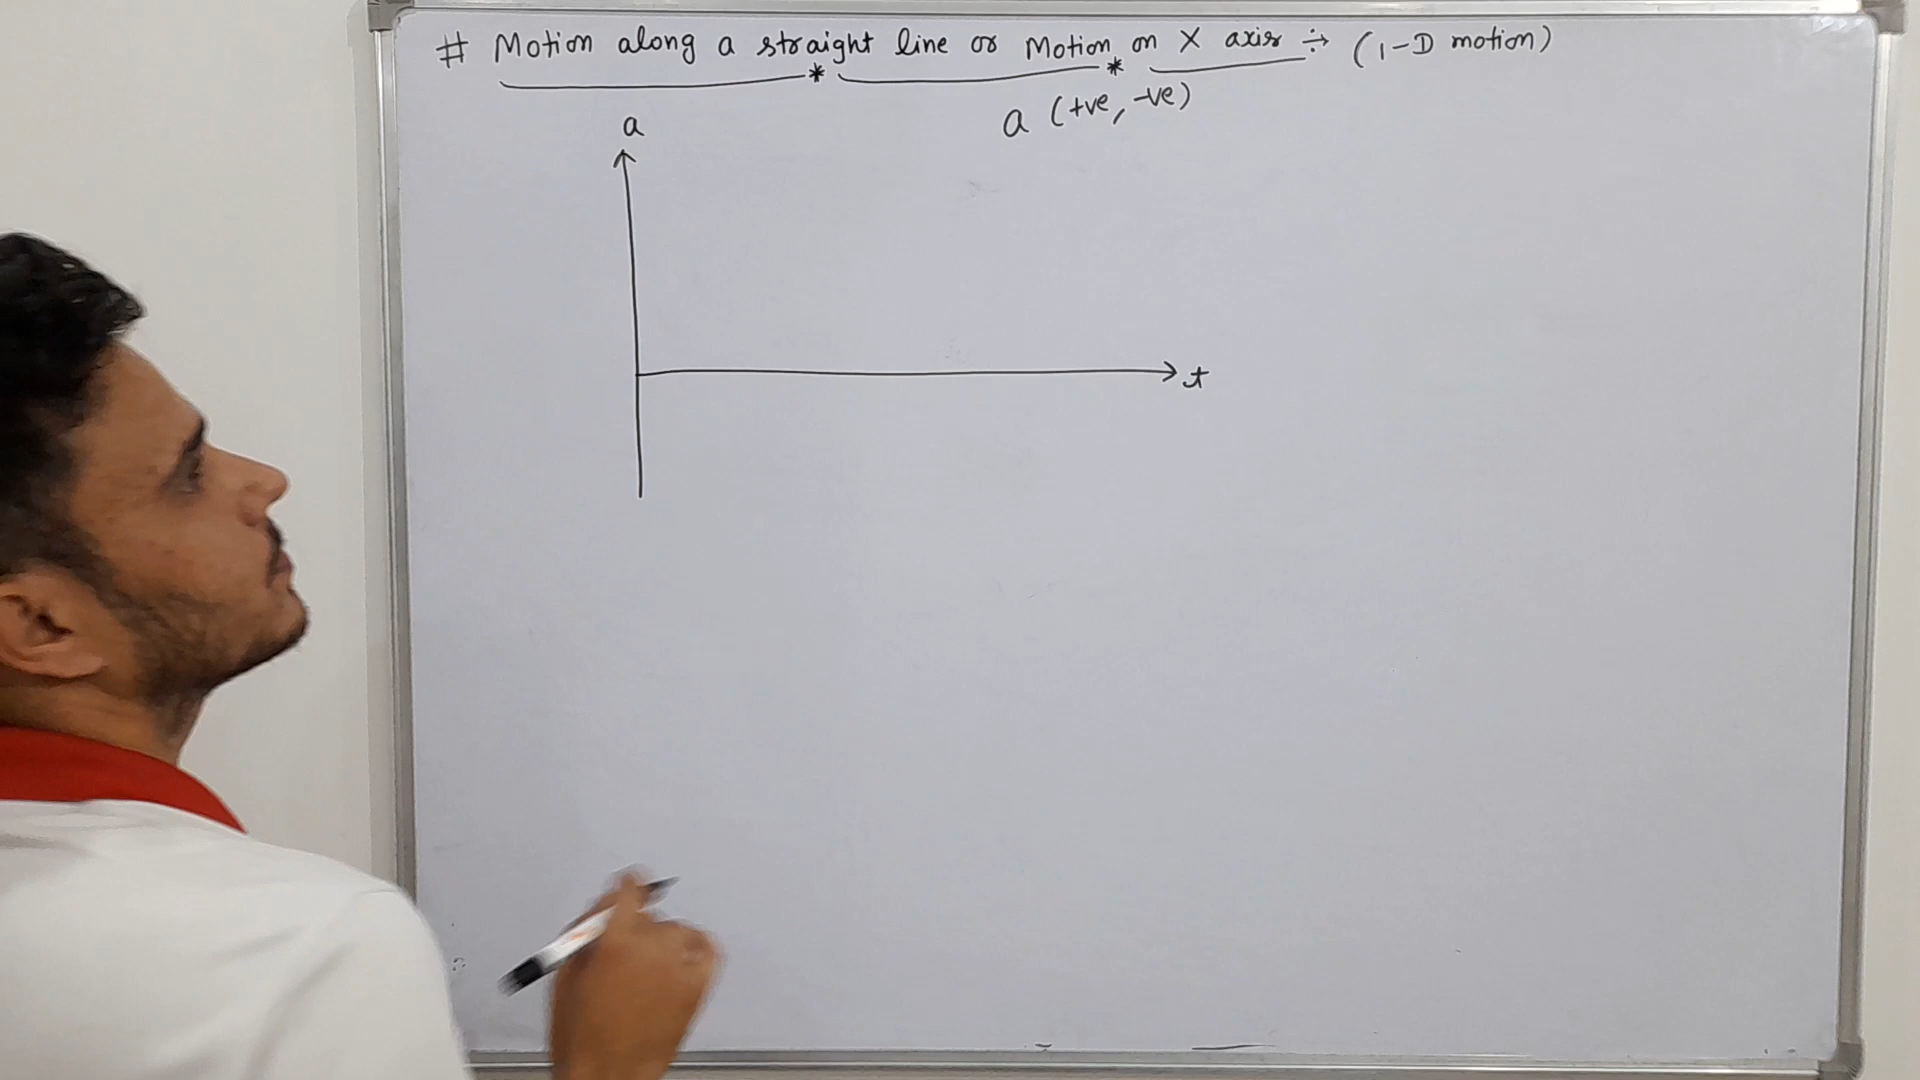 # Motion along a straight line or Motion on X axis ÷ (1-D motion)
* *
a (+ve, -ve)
a
t